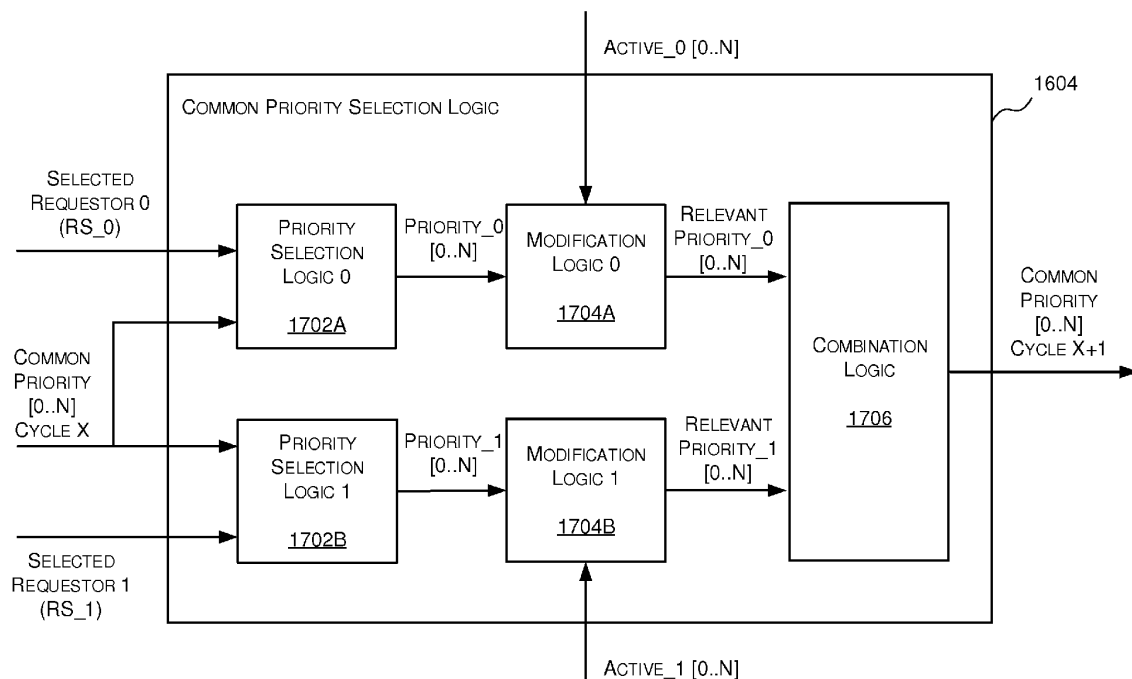 ACTIVE_0 [0..N]
1604
COMMON PRIORITY SELECTION LOGIC
SELECTED
REQUESTOR 0
(RS_0)
PRIORITY
SELECTION
LOGIC 0
1702A
PRIORITY_0
[0..N]
MODIFICATION
LOGIC 0
1704A
RELEVANT
PRIORITY_0
[0..N]
COMMON
PRIORITY
[0..N]
CYCLE X+1
COMBINATION
LOGIC
1706
COMMON
PRIORITY
[0..N]
CYCLE X
PRIORITY
SELECTION
LOGIC 1
1702B
PRIORITY_1
[0..N]
MODIFICATION
LOGIC 1
1704B
RELEVANT
PRIORITY_1
[0..N]
SELECTED
REQUESTOR 1
(RS_1)
ACTIVE_1 [0..N]